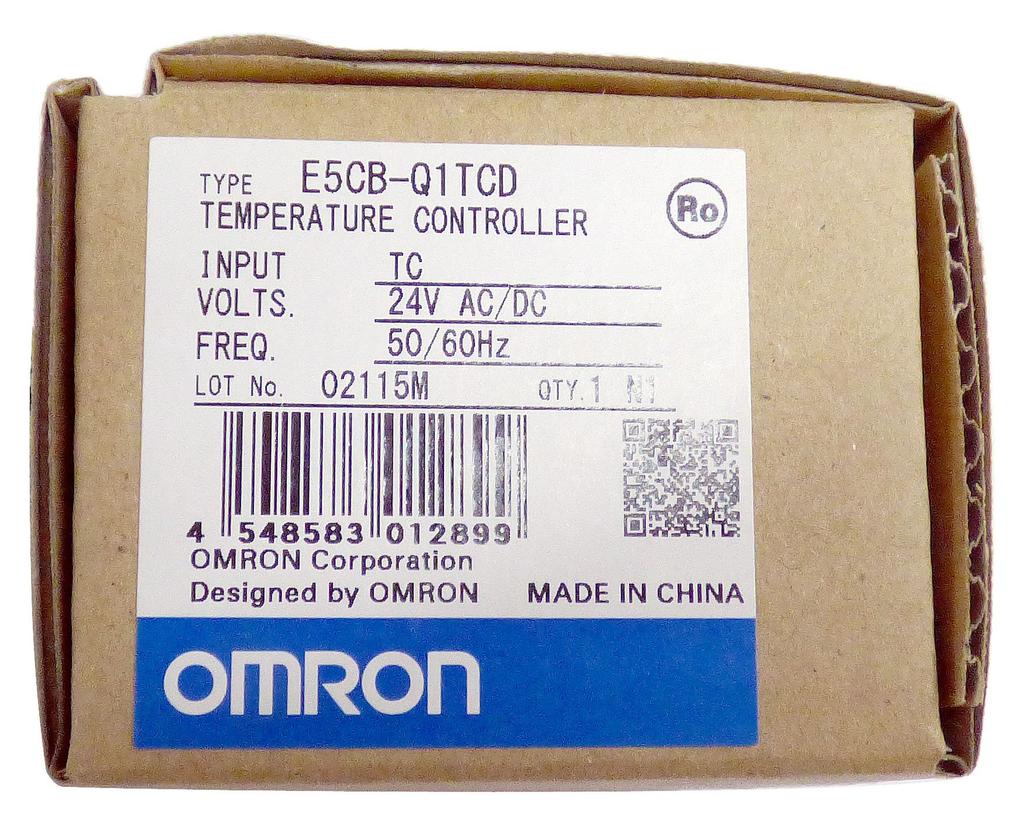 TYPE E5CB-Q1TCD
TEMPERATURE CONTROLLER
Ro
INPUT TC
VOLTS. 24V AC/DC
FREQ. 50/60Hz
LOT No. 02115M QTY.1 N1
4 548583 012899
OMRON Corporation
Designed by OMRON MADE IN CHINA
OMRON